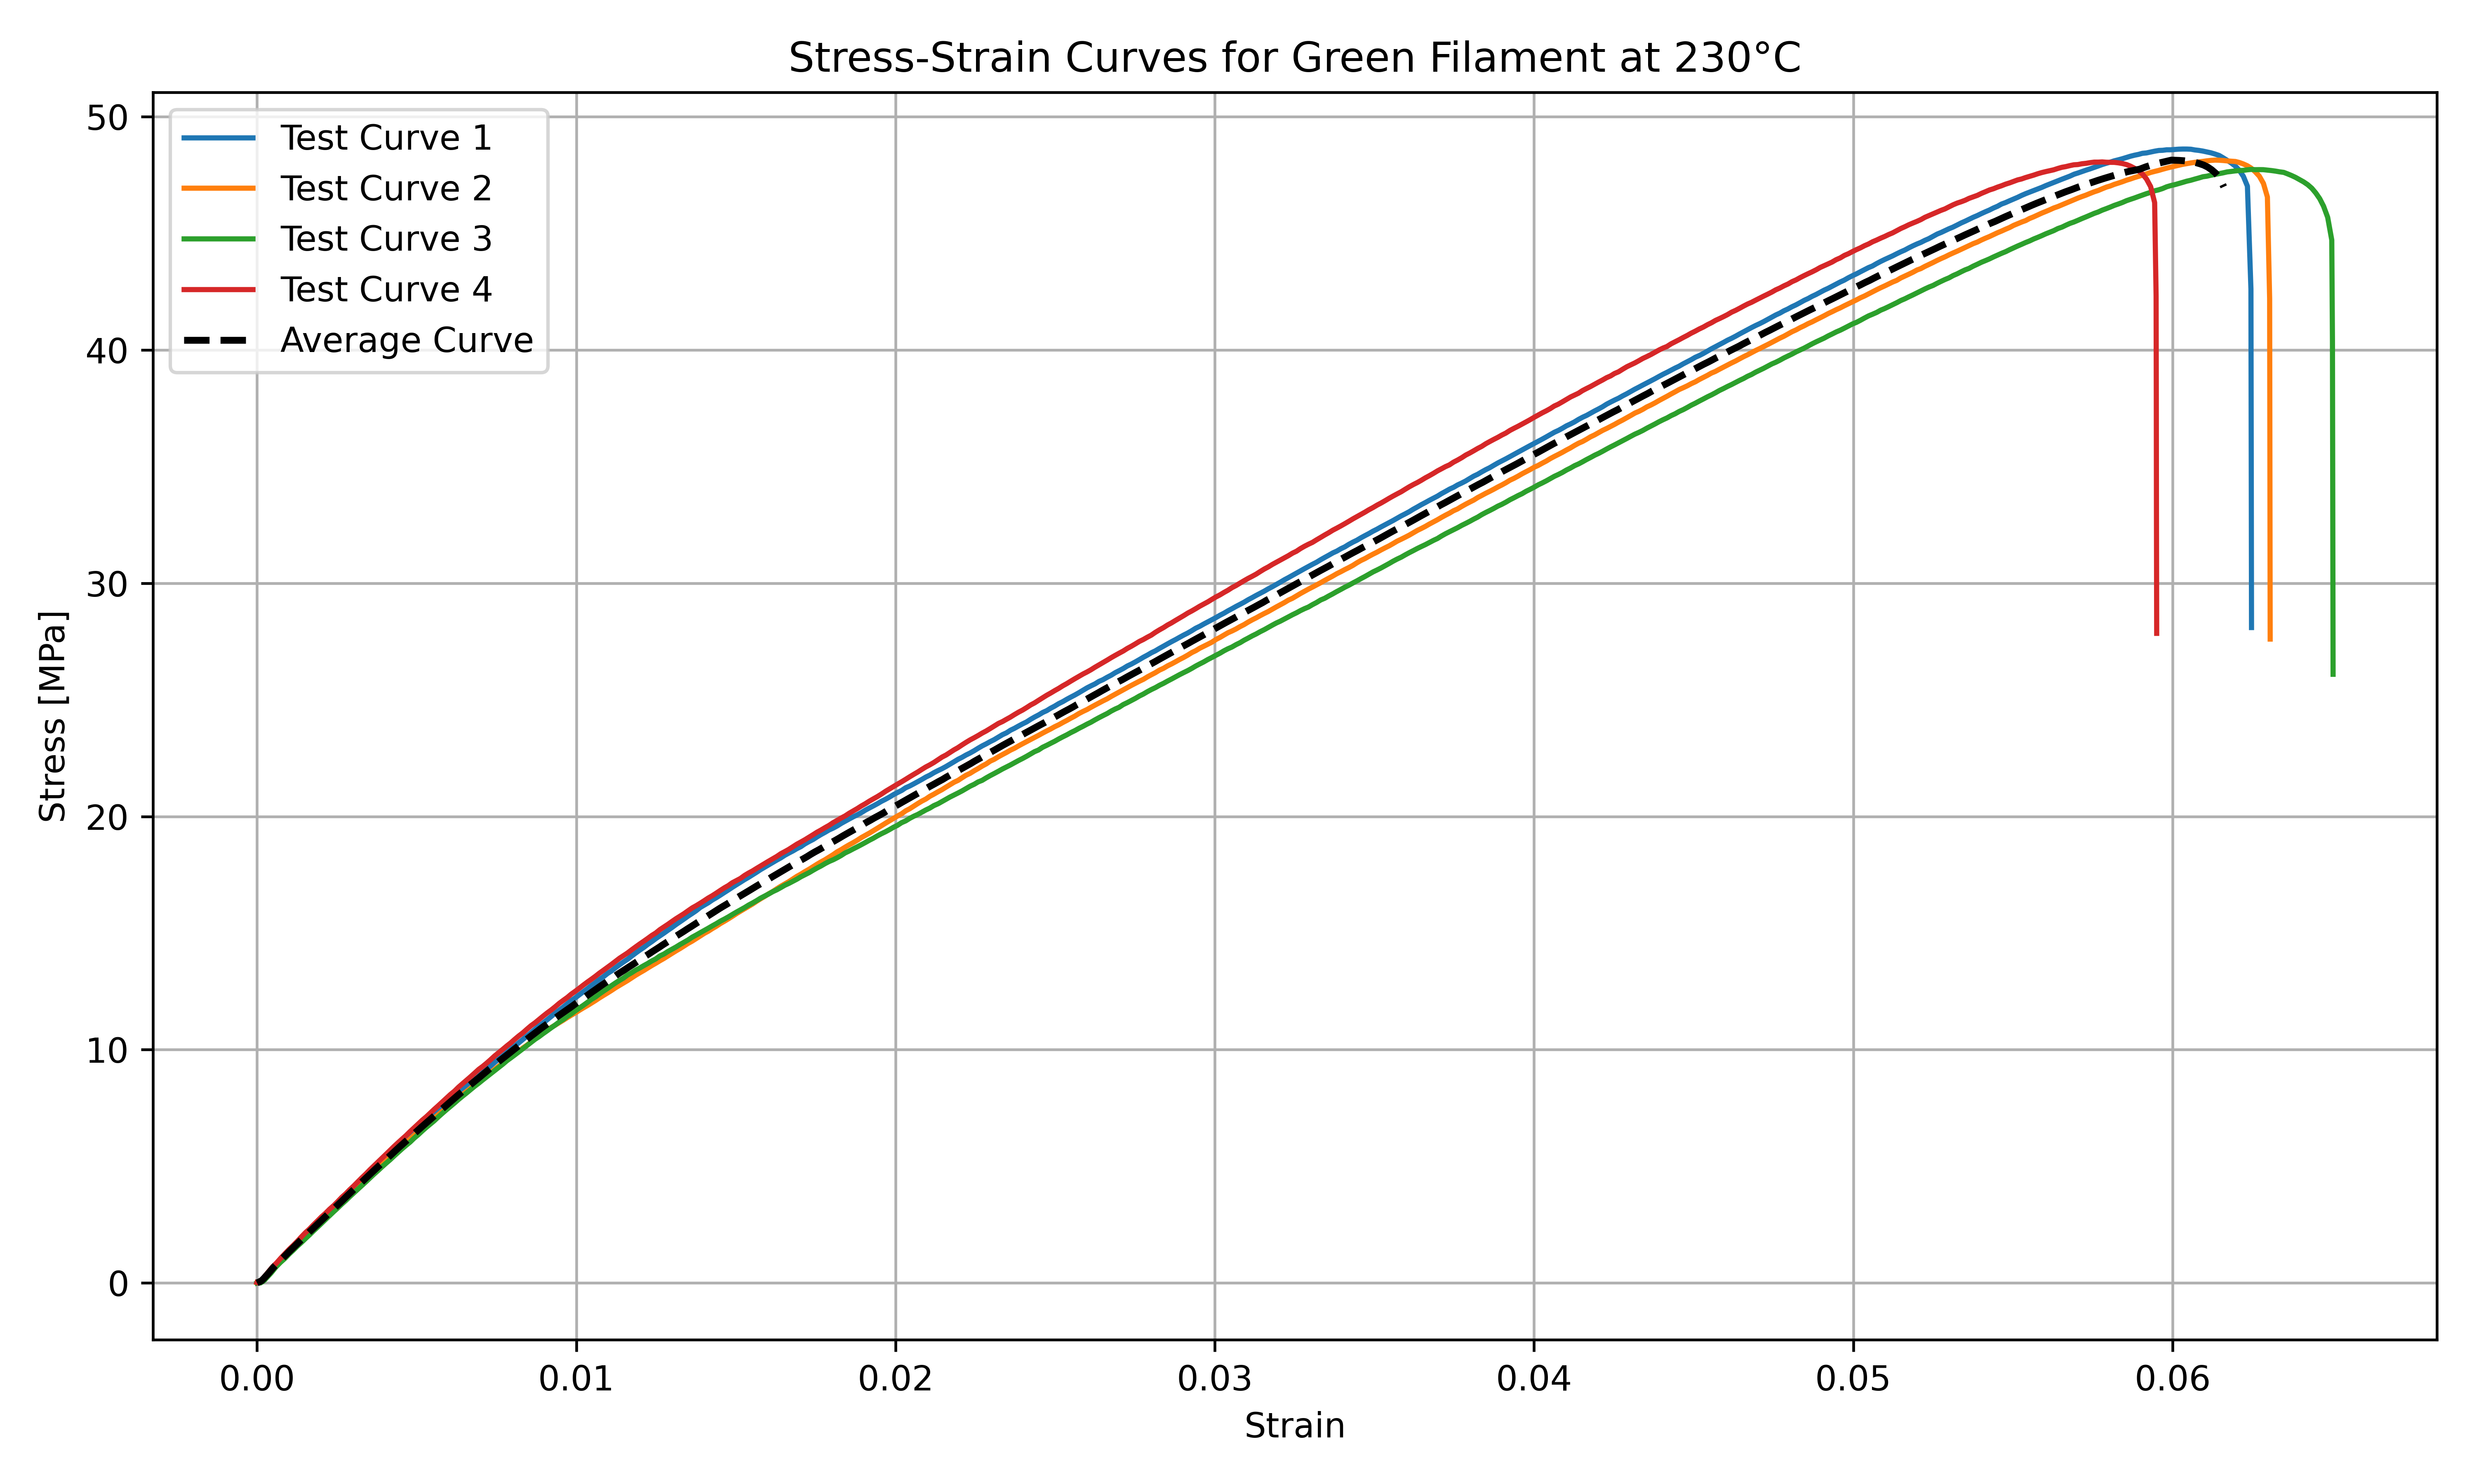 Stress-Strain Curves for Green Filament at 230°C
50
40
30
20
10
0
Stress [MPa]
Test Curve 1
Test Curve 2
Test Curve 3
Test Curve 4
Average Curve
0.00 0.01 0.02 0.03 0.04 0.05 0.06
Strain